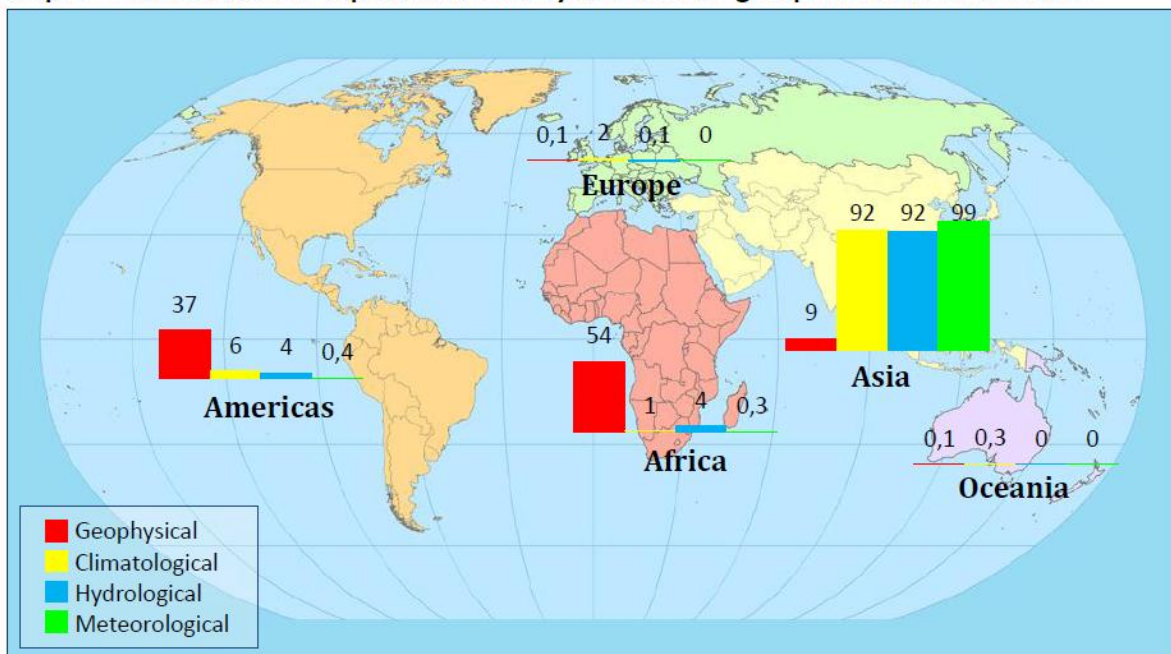 0,1 2 0,1 0
Europe
92 92 99
9
Asia
37
6 4 0,4
Americas
54
1 4 0,3
Africa
0,1 0,3 0 0
Oceania
Geophysical
Climatological
Hydrological
Meteorological